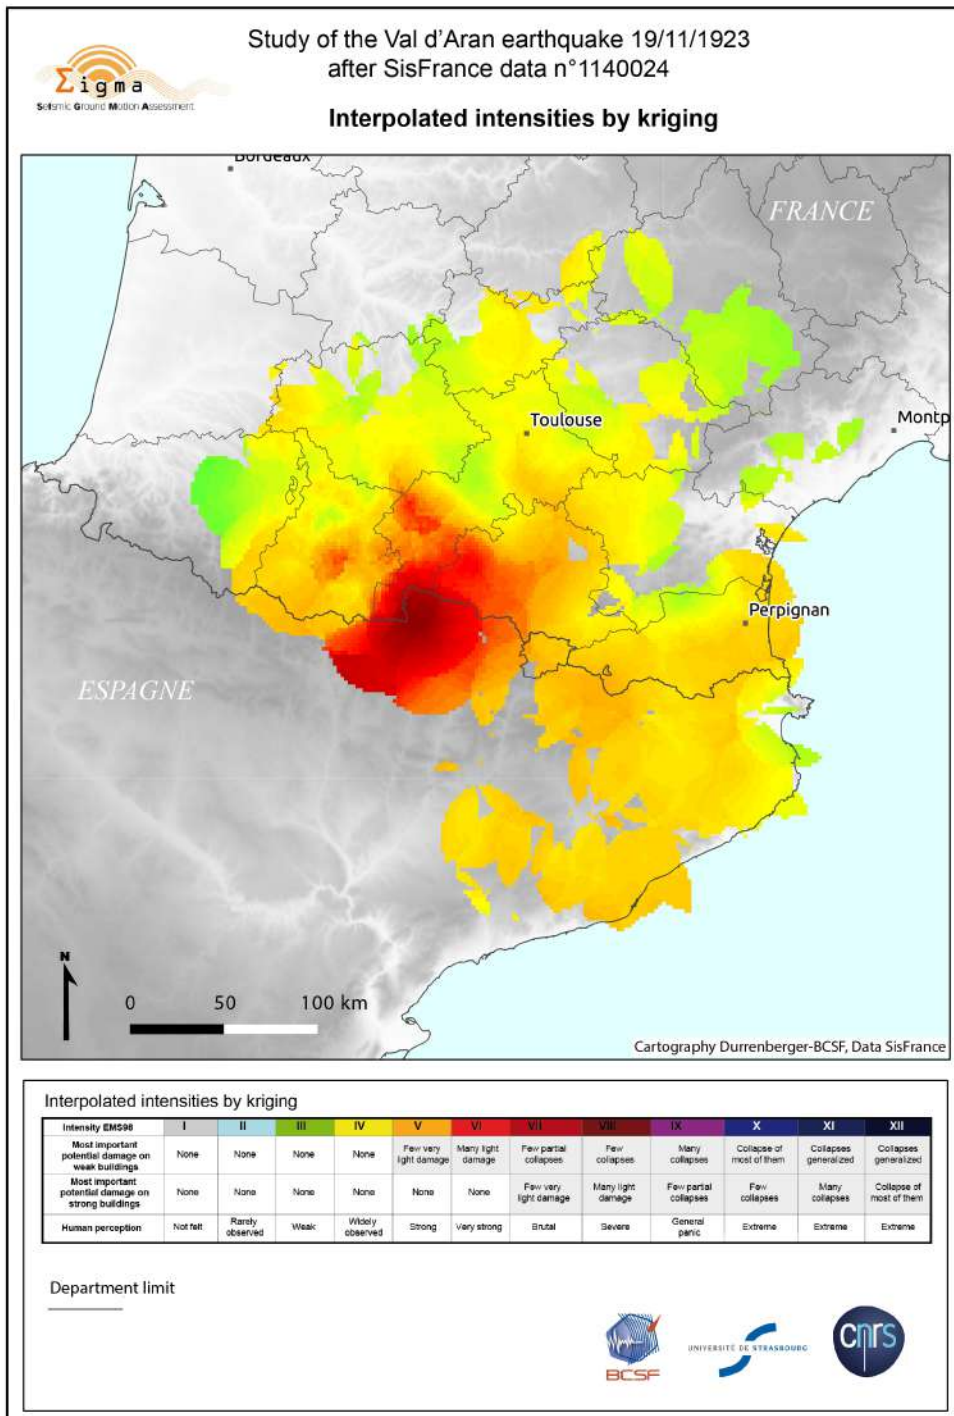 Study of the Val d'Aran earthquake 19/11/1923
after SisFrance data n°1140024
Σigma
Seismic Ground Motion Assessment
Interpolated intensities by kriging
Bordeaux
FRANCE
Toulouse
Montp
Perpignan
ESPAGNE
N
0 50 100 km
Cartography Durrenberger-BCSF, Data SisFrance
Interpolated intensities by kriging
Intensity EMS98 I II III IV V VI VII VIII IX X XI XII
Most important potential damage on weak buildings None None None None Few very light damage Many light damage Few partial collapses Few collapses Many collapses Collapse of most of them Collapses generalized Collapses generalized
Most important potential damage on strong buildings None None None None None None Few very light damage Many light damage Few partial collapses Few collapses Many collapses Collapse of most of them
Human perception Not felt Rarely observed Weak Widely observed Strong Very strong Brutal Severe General panic Extreme Extreme Extreme
Department limit
BCSF
UNIVERSITÉ DE STRASBOURG
cnrs